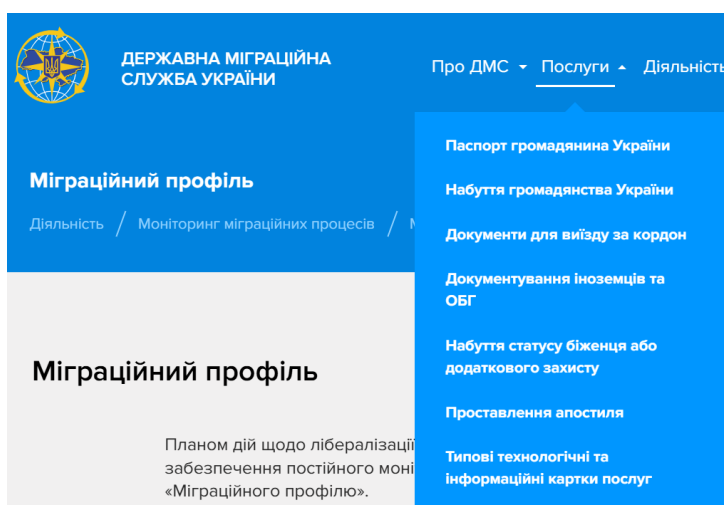 ДЕРЖАВНА МІГРАЦІЙНА
СЛУЖБА УКРАЇНИ
Про ДМС
Послуги
Діяльність
Міграційний профіль
Діяльність / Моніторинг міграційних процесів /
Паспорт громадянина України
Набуття громадянства України
Документи для виїзду за кордон
Документування іноземців та
ОБГ
Набуття статусу біженця або
додаткового захисту
Проставлення апостиля
Типові технологічні та
інформаційні картки послуг
Міграційний профіль
Планом дій щодо лібералізації
забезпечення постійного моні
«Міграційного профілю».